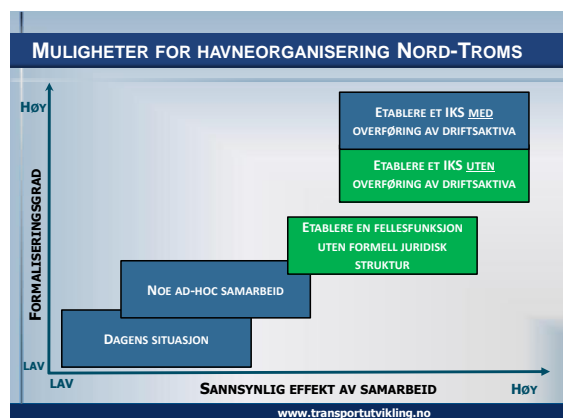 MULIGHETER FOR HAVNEORGANISERING NORD-TROMS
HØY
ETABLERE ET IKS MED
OVERFØRING AV DRIFTSAKTIVA
ETABLERE ET IKS UTEN
OVERFØRING AV DRIFTSAKTIVA
FORMALISERINGSGRAD
ETABLERE EN FELLESFUNKSJON
UTEN FORMELL JURIDISK
STRUKTUR
NOE AD-HOC SAMARBEID
DAGENS SITUASJON
LAV
LAV
SANNSYNLIG EFFEKT AV SAMARBEID
HØY
www.transportutvikling.no